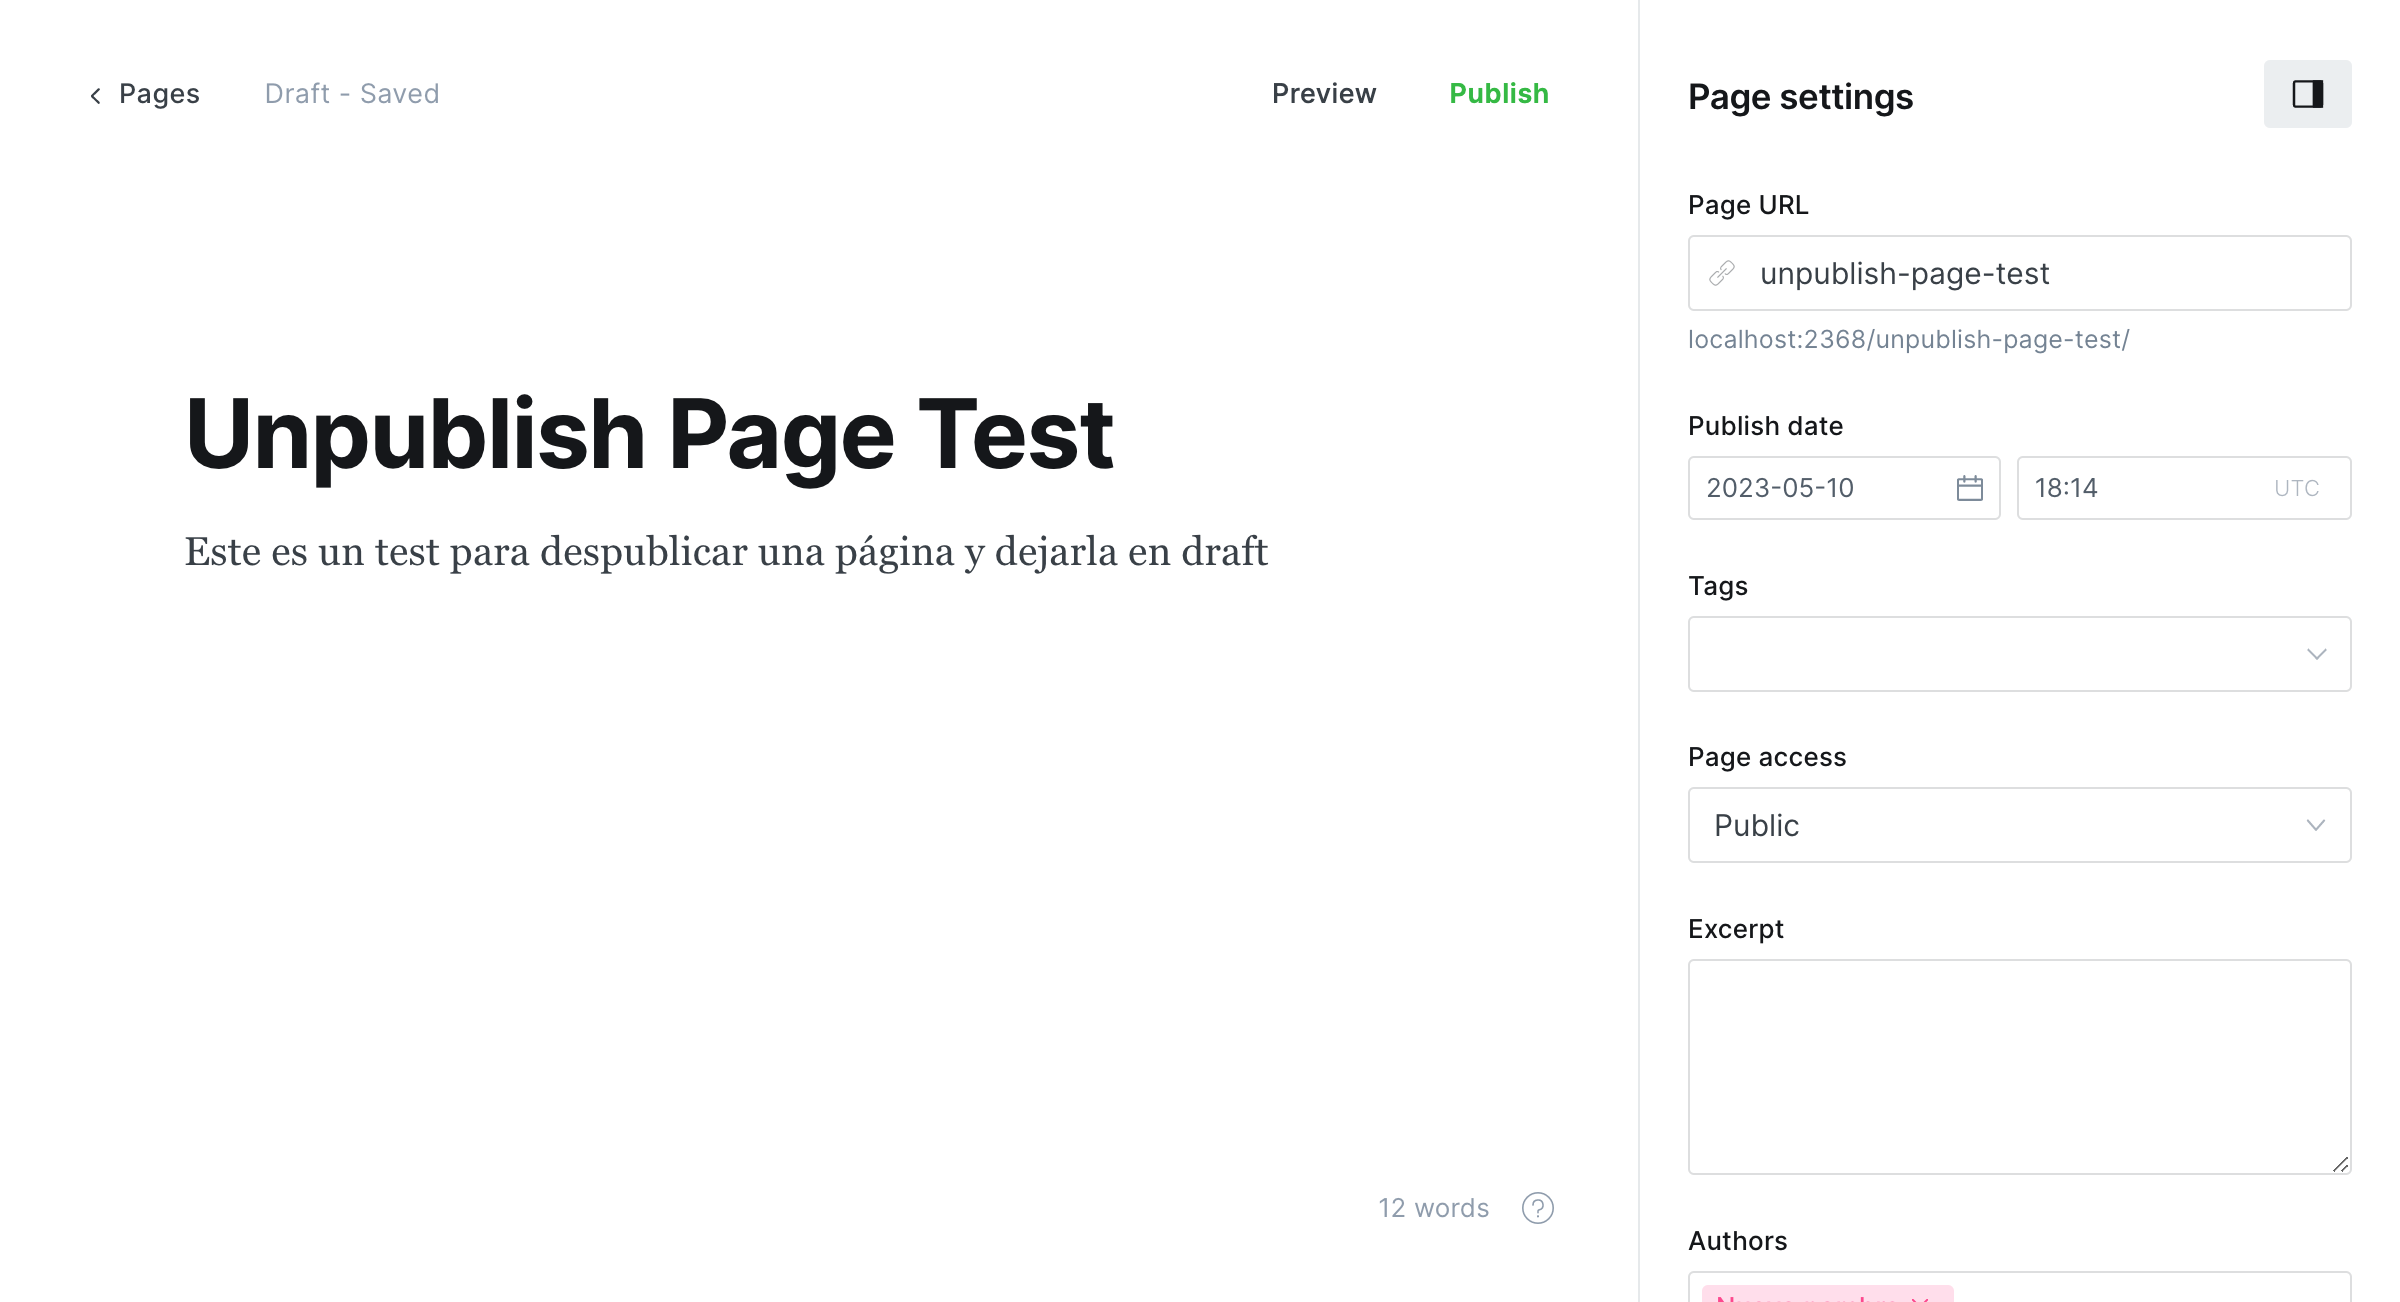 Pages
Draft - Saved
Preview
Publish
Unpublish Page Test
Este es un test para despublicar una página y dejarla en draft
12 words
?
Page settings
Page URL
unpublish-page-test
localhost:2368/unpublish-page-test/
Publish date
2023-05-10
18:14
UTC
Tags
Page access
Public
Excerpt
Authors